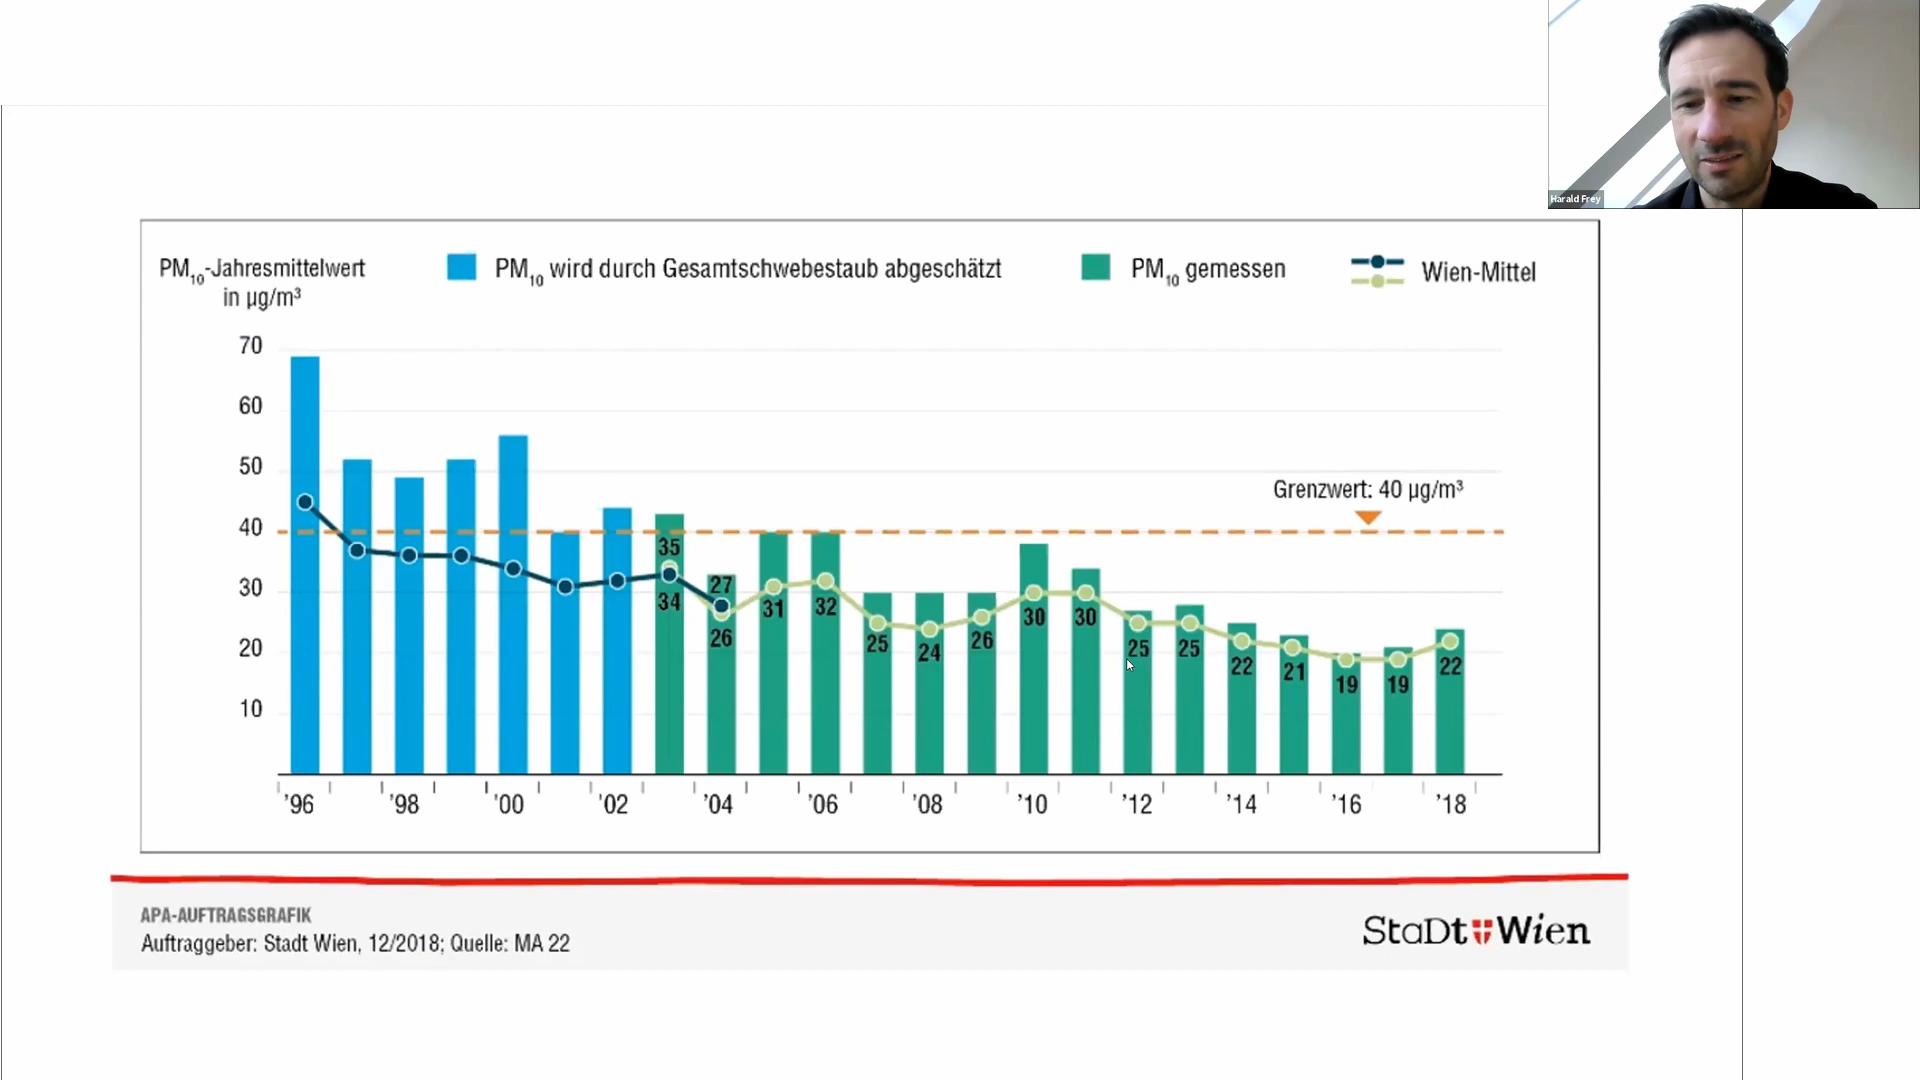 Harald Frey
PM10-Jahresmittelwert
in µg/m³
PM10 wird durch Gesamtschwebestaub abgeschätzt
PM10 gemessen
Wien-Mittel
70
60
50
40
30
20
10
Grenzwert: 40 µg/m³
35
34
27
26
31
32
25
24
26
30
30
25
25
22
21
19
19
22
'96 '98 '00 '02 '04 '06 '08 '10 '12 '14 '16 '18
APA-AUFTRAGSGRAFIK
Auftraggeber: Stadt Wien, 12/2018; Quelle: MA 22
StaDt Wien